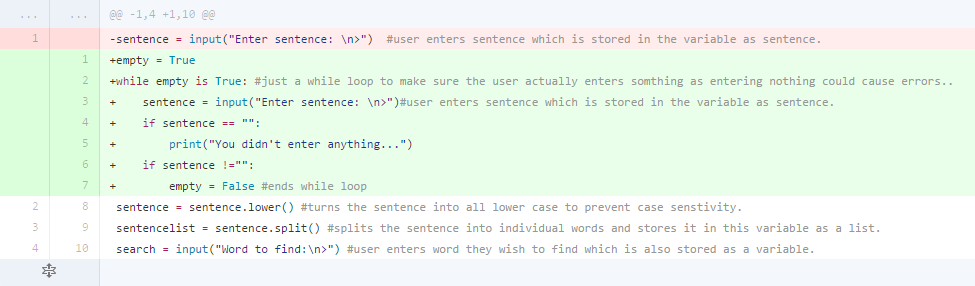 ... ... @@ -1,4 +1,10 @@
1 -sentence = input("Enter sentence: \n>")  #user enters sentence which is stored in the variable as sentence.
1 +empty = True
2 +while empty is True: #just a while loop to make sure the user actually enters somthing as entering nothing could cause errors..
3 +    sentence = input("Enter sentence: \n>")#user enters sentence which is stored in the variable as sentence.
4 +    if sentence == "":
5 +        print("You didn't enter anything...")
6 +    if sentence !="":
7 +        empty = False #ends while loop
2 8 sentence = sentence.lower() #turns the sentence into all lower case to prevent case senstivity.
3 9 sentencelist = sentence.split() #splits the sentence into individual words and stores it in this variable as a list.
4 10 search = input("Word to find:\n>") #user enters word they wish to find which is also stored as a variable.